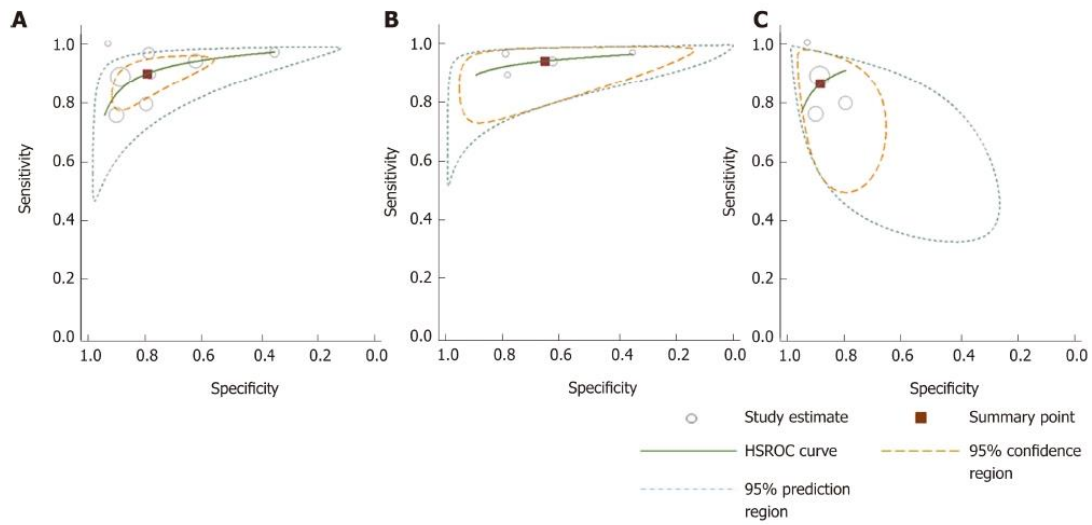 A
B
C
Sensitivity
1.0
0.8
0.6
0.4
0.2
0.0
1.0 0.8 0.6 0.4 0.2 0.0
Specificity
Sensitivity
1.0
0.8
0.6
0.4
0.2
0.0
1.0 0.8 0.6 0.4 0.2 0.0
Specificity
Sensitivity
1.0
0.8
0.6
0.4
0.2
0.0
1.0 0.8 0.6 0.4 0.2 0.0
Specificity
Study estimate
Summary point
HSROC curve
95% confidence
region
95% prediction
region